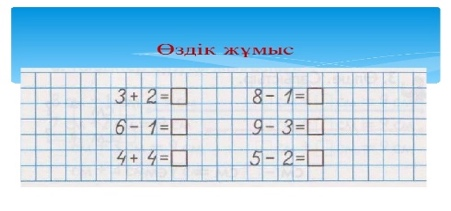 Өздік жұмыс
3 + 2 = □ 8 - 1 = □
6 - 1 = □ 9 - 3 = □
4 + 4 = □ 5 - 2 = □